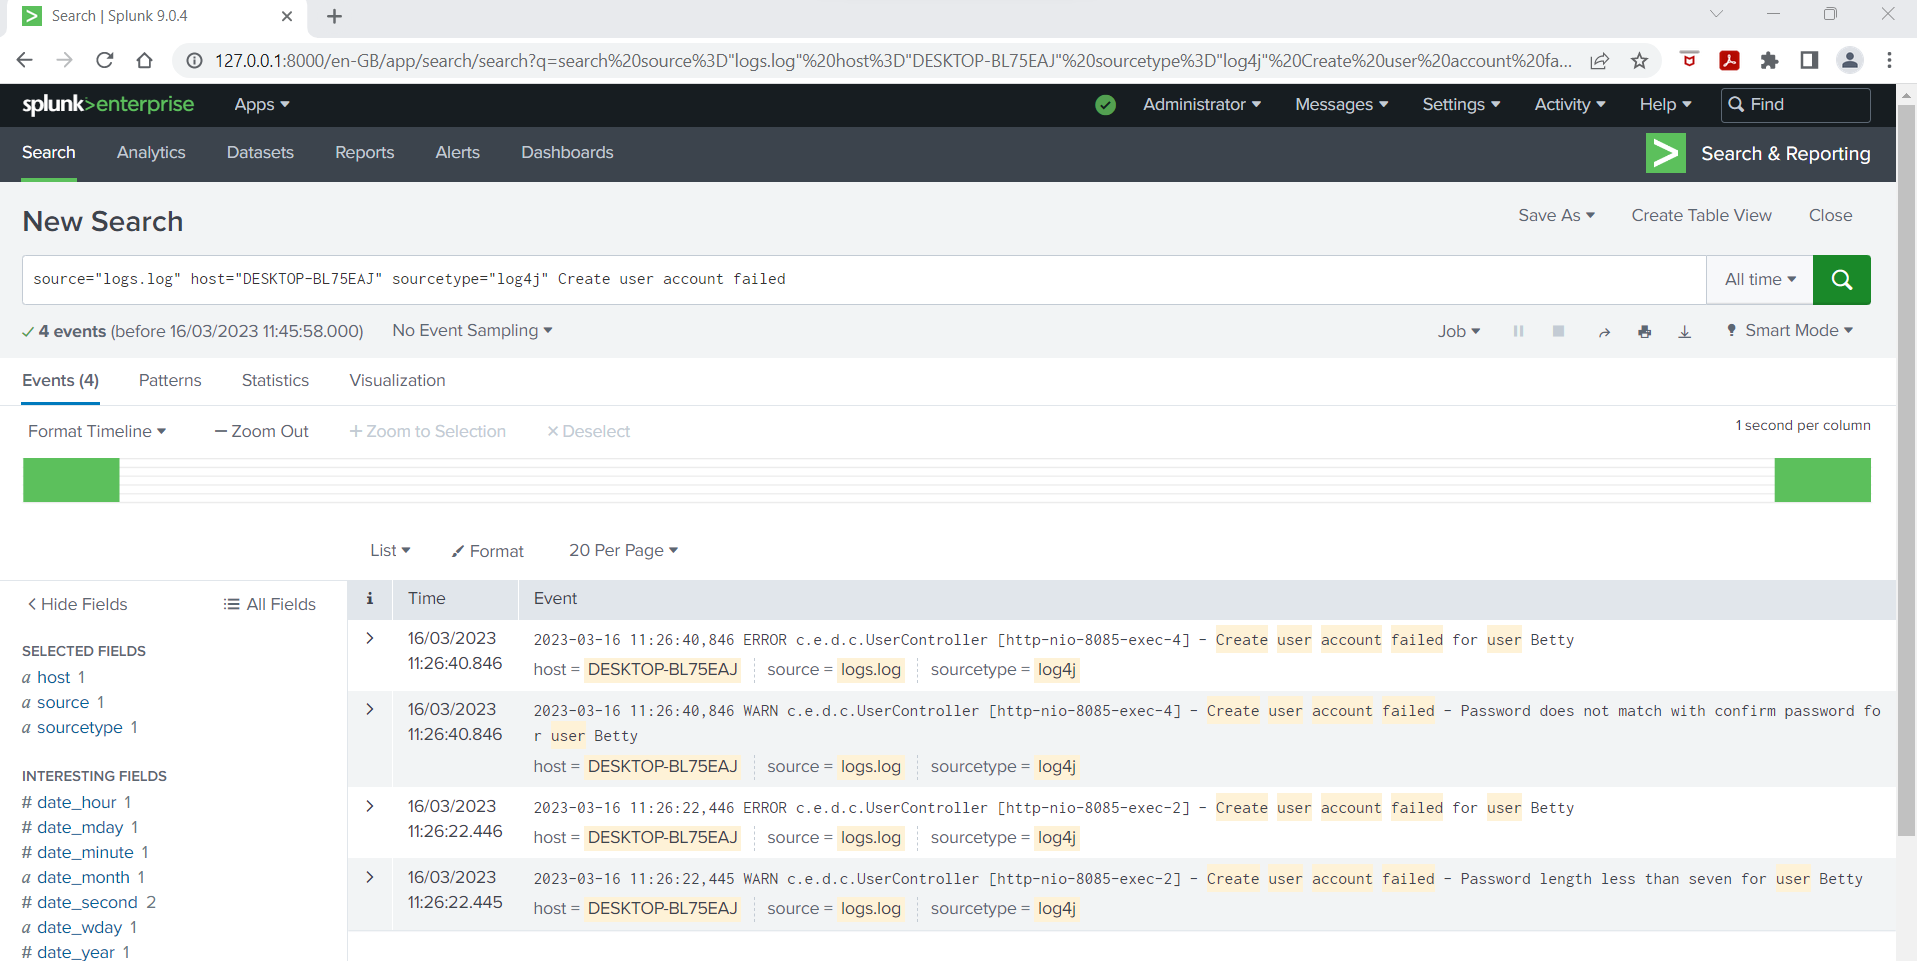 Search | Splunk 9.0.4
127.0.0.1:8000/en-GB/app/search/search?q=search%20source%3D"logs.log"%20host%3D"DESKTOP-BL75EAJ"%20sourcetype%3D"log4j"%20Create%20user%20account%20fa...
splunk>enterprise Apps Administrator Messages Settings Activity Help Find
Search Analytics Datasets Reports Alerts Dashboards Search & Reporting
New Search Save As Create Table View Close
source="logs.log" host="DESKTOP-BL75EAJ" sourcetype="log4j" Create user account failed All time
4 events (before 16/03/2023 11:45:58.000) No Event Sampling Job Smart Mode
Events (4) Patterns Statistics Visualization
Format Timeline — Zoom Out + Zoom to Selection × Deselect 1 second per column
List Format 20 Per Page
< Hide Fields All Fields i Time Event
SELECTED FIELDS
a host 1
a source 1
a sourcetype 1
INTERESTING FIELDS
# date_hour 1
# date_mday 1
# date_minute 1
a date_month 1
# date_second 2
a date_wday 1
# date_year 1
16/03/2023 11:26:40.846
2023-03-16 11:26:40,846 ERROR c.e.d.c.UserController [http-nio-8085-exec-4] - Create user account failed for user Betty
host = DESKTOP-BL75EAJ source = logs.log sourcetype = log4j
16/03/2023 11:26:40.846
2023-03-16 11:26:40,846 WARN c.e.d.c.UserController [http-nio-8085-exec-4] - Create user account failed - Password does not match with confirm password fo
r user Betty
host = DESKTOP-BL75EAJ source = logs.log sourcetype = log4j
16/03/2023 11:26:22.446
2023-03-16 11:26:22,446 ERROR c.e.d.c.UserController [http-nio-8085-exec-2] - Create user account failed for user Betty
host = DESKTOP-BL75EAJ source = logs.log sourcetype = log4j
16/03/2023 11:26:22.445
2023-03-16 11:26:22,445 WARN c.e.d.c.UserController [http-nio-8085-exec-2] - Create user account failed - Password length less than seven for user Betty
host = DESKTOP-BL75EAJ source = logs.log sourcetype = log4j